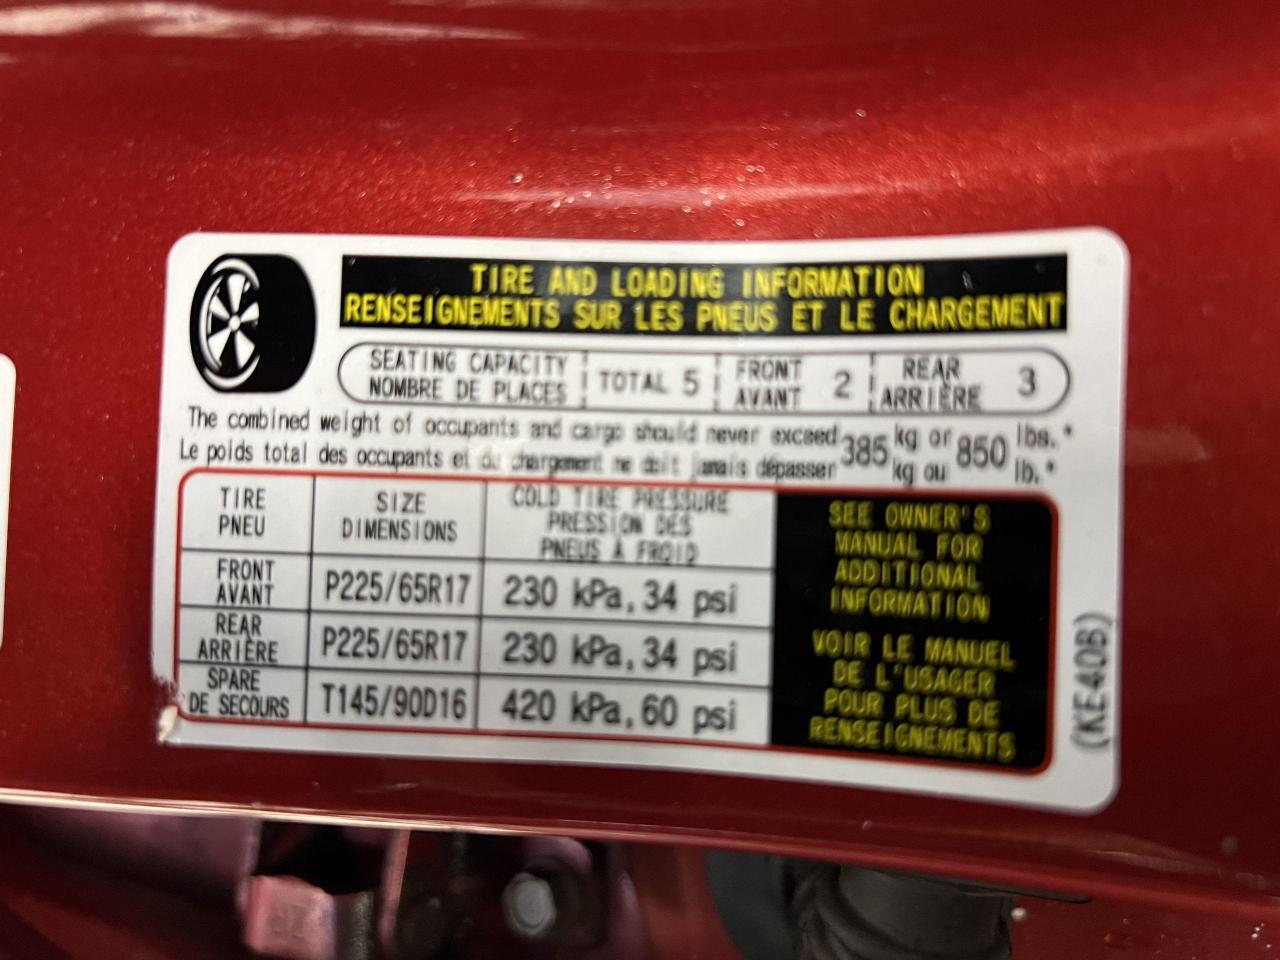 TIRE AND LOADING INFORMATION
RENSEIGNEMENTS SUR LES PNEUS ET LE CHARGEMENT
SEATING CAPACITY
NOMBRE DE PLACES
TOTAL 5
FRONT
AVANT
2
REAR
ARRIÈRE
3
The combined weight of occupants and cargo should never exceed 385 kg or 850 lbs.*
Le poids total des occupants et du chargement ne doit jamais dépasser 385 kg ou 850 lb.*
TIRE
PNEU
SIZE
DIMENSIONS
COLD TIRE PRESSURE
PRESSION DES
PNEUS À FROID
FRONT
AVANT
P225/65R17
230 kPa, 34 psi
REAR
ARRIÈRE
P225/65R17
230 kPa, 34 psi
SPARE
DE SECOURS
T145/90D16
420 kPa, 60 psi
SEE OWNER'S
MANUAL FOR
ADDITIONAL
INFORMATION
VOIR LE MANUEL
DE L'USAGER
POUR PLUS DE
RENSEIGNEMENTS
(KE40B)